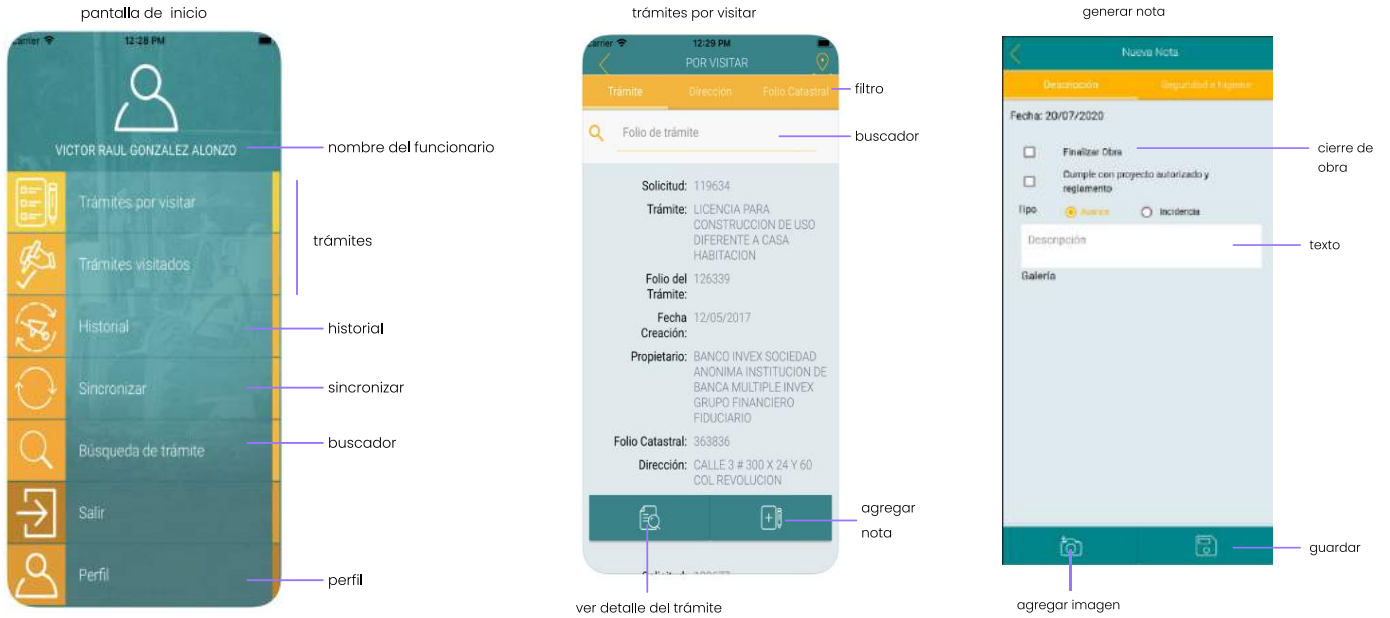 pantalla de inicio
12:28 PM
VICTOR RAUL GONZALEZ ALONZO
nombre del funcionario
Trámites por visitar
trámites
Trámites visitados
Historial
historial
Sincronizar
sincronizar
Búsqueda de trámite
buscador
Salir
Perfil
perfil
trámites por visitar
12:29 PM
POR VISITAR
Trámite
Dirección
Folio Catastral
filtro
Folio de trámite
buscador
Solicitud: 119634
Trámite: LICENCIA PARA
CONSTRUCCION DE USO
DIFERENTE A CASA
HABITACION
Folio del 126339
Trámite:
Fecha 12/05/2017
Creación:
Propietario: BANCO INVEX SOCIEDAD
ANONIMA INSTITUCION DE
BANCA MULTIPLE INVEX
GRUPO FINANCIERO
FIDUCIARIO
Folio Catastral: 363836
Dirección: CALLE 3 # 300 X 24 Y 60
COL REVOLUCION
agregar
nota
ver detalle del trámite
generar nota
Nueva Nota
Descripción
Seguridad e higiene
Fecha: 20/07/2020
Finalizar Obra
cierre de
obra
Cumple con proyecto autorizado y
reglamento
Tipo
Avance
Incidencia
Descripción
texto
Galería
guardar
agregar imagen